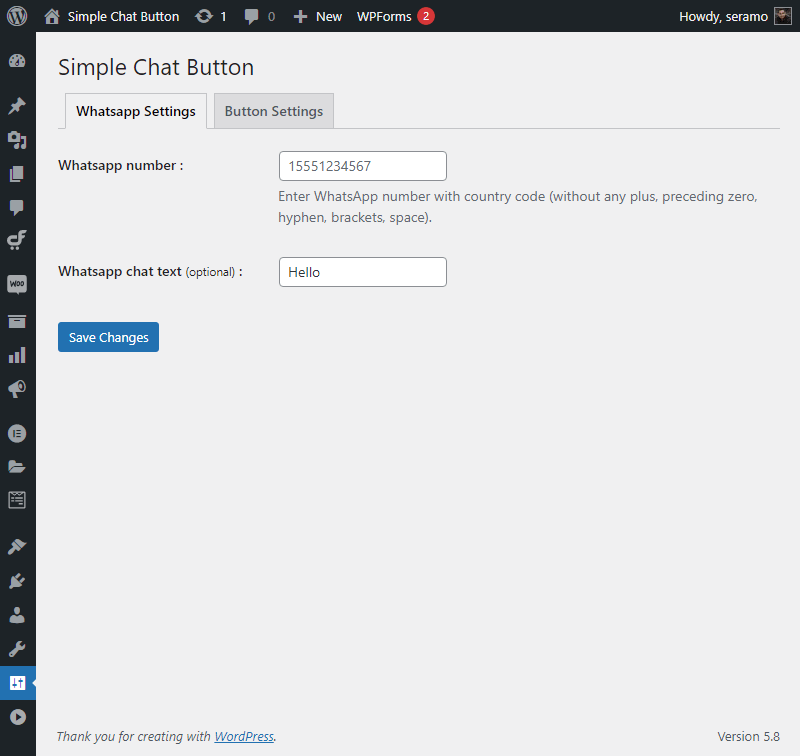 Simple Chat Button 1 0 New WPForms 2 Howdy, seramo
Simple Chat Button
Whatsapp Settings Button Settings
Whatsapp number : 15551234567
Enter WhatsApp number with country code (without any plus, preceding zero,
hyphen, brackets, space).
Whatsapp chat text (optional) : Hello
Save Changes
WOO
Thank you for creating with WordPress. Version 5.8